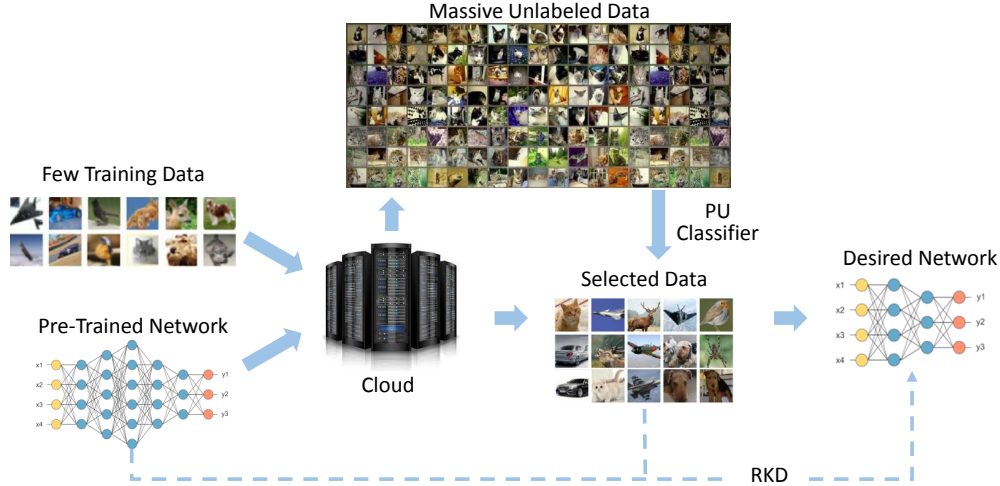 Massive Unlabeled Data
Few Training Data
PU
Classifier
Selected Data
Desired Network
x1
x2
x3
x4
y1
y2
y3
Pre-Trained Network
x1
x2
x3
x4
y1
y2
y3
Cloud
RKD